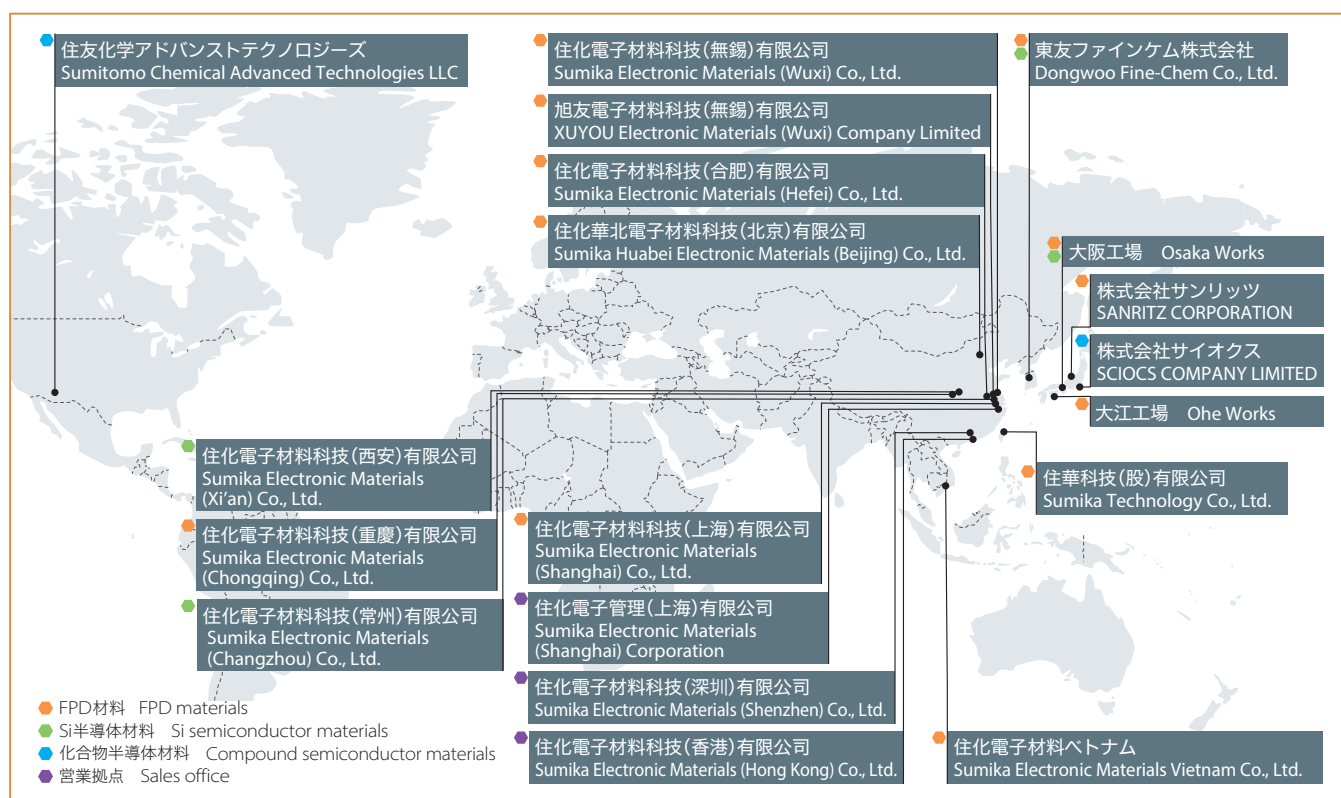 住友化学アドバンストテクノロジーズ
Sumitomo Chemical Advanced Technologies LLC
住化電子材料科技(無錫)有限公司
Sumika Electronic Materials (Wuxi) Co., Ltd.
旭友電子材料科技(無錫)有限公司
XUYOU Electronic Materials (Wuxi) Company Limited
住化電子材料科技(合肥)有限公司
Sumika Electronic Materials (Hefei) Co., Ltd.
住化華北電子材料科技(北京)有限公司
Sumika Huabei Electronic Materials (Beijing) Co., Ltd.
東友ファインケム株式会社
Dongwoo Fine-Chem Co., Ltd.
大阪工場 Osaka Works
株式会社サンリッツ
SANRITZ CORPORATION
株式会社サイオクス
SCIOCS COMPANY LIMITED
大江工場 Ohe Works
住華科技(股)有限公司
Sumika Technology Co., Ltd.
住化電子材料科技(西安)有限公司
Sumika Electronic Materials
(Xi’an) Co., Ltd.
住化電子材料科技(重慶)有限公司
Sumika Electronic Materials
(Chongqing) Co., Ltd.
住化電子材料科技(常州)有限公司
Sumika Electronic Materials
(Changzhou) Co., Ltd.
住化電子材料科技(上海)有限公司
Sumika Electronic Materials
(Shanghai) Co., Ltd.
住化電子管理(上海)有限公司
Sumika Electronic Materials
(Shanghai) Corporation
住化電子材料科技(深圳)有限公司
Sumika Electronic Materials (Shenzhen) Co., Ltd.
住化電子材料科技(香港)有限公司
Sumika Electronic Materials (Hong Kong) Co., Ltd.
住化電子材料ベトナム
Sumika Electronic Materials Vietnam Co., Ltd.
FPD材料 FPD materials
Si半導体材料 Si semiconductor materials
化合物半導体材料 Compound semiconductor materials
営業拠点 Sales office